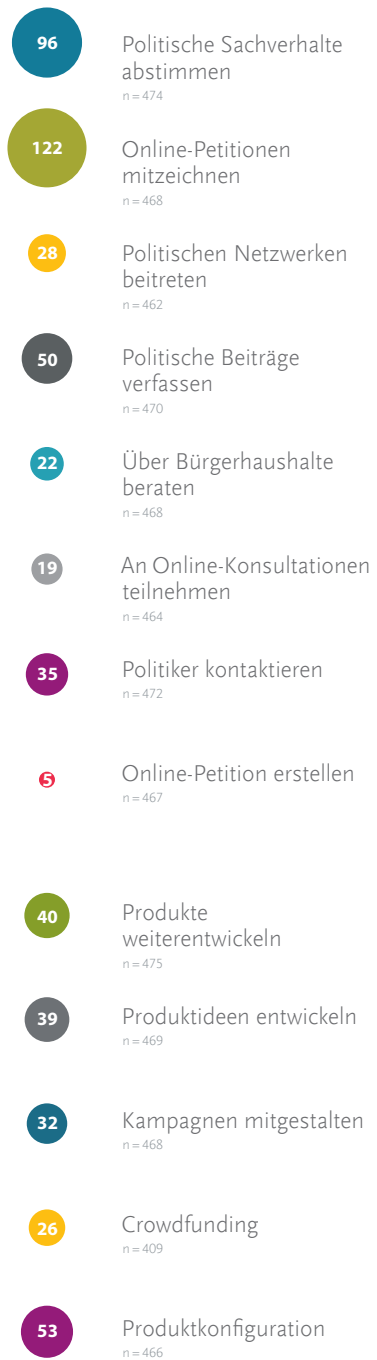 96
Politische Sachverhalte
abstimmen
n = 474
122
Online-Petitionen
mitzeichnen
n = 468
28
Politischen Netzwerken
beitreten
n = 462
50
Politische Beiträge
verfassen
n = 470
22
Über Bürgerhaushalte
beraten
n = 468
19
An Online-Konsultationen
teilnehmen
n = 464
35
Politiker kontaktieren
n = 472
5
Online-Petition erstellen
n = 467
40
Produkte
weiterentwickeln
n = 475
39
Produktideen entwickeln
n = 469
32
Kampagnen mitgestalten
n = 468
26
Crowdfunding
n = 409
53
Produktkonfiguration
n = 466